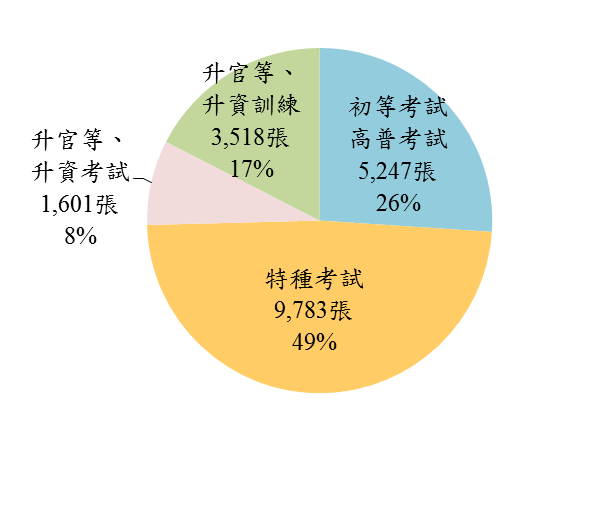 升官等、
升資訓練
3,518張
17%
初等考試
高普考試
5,247張
26%
升官等、
升資考試
1,601張
8%
特種考試
9,783張
49%